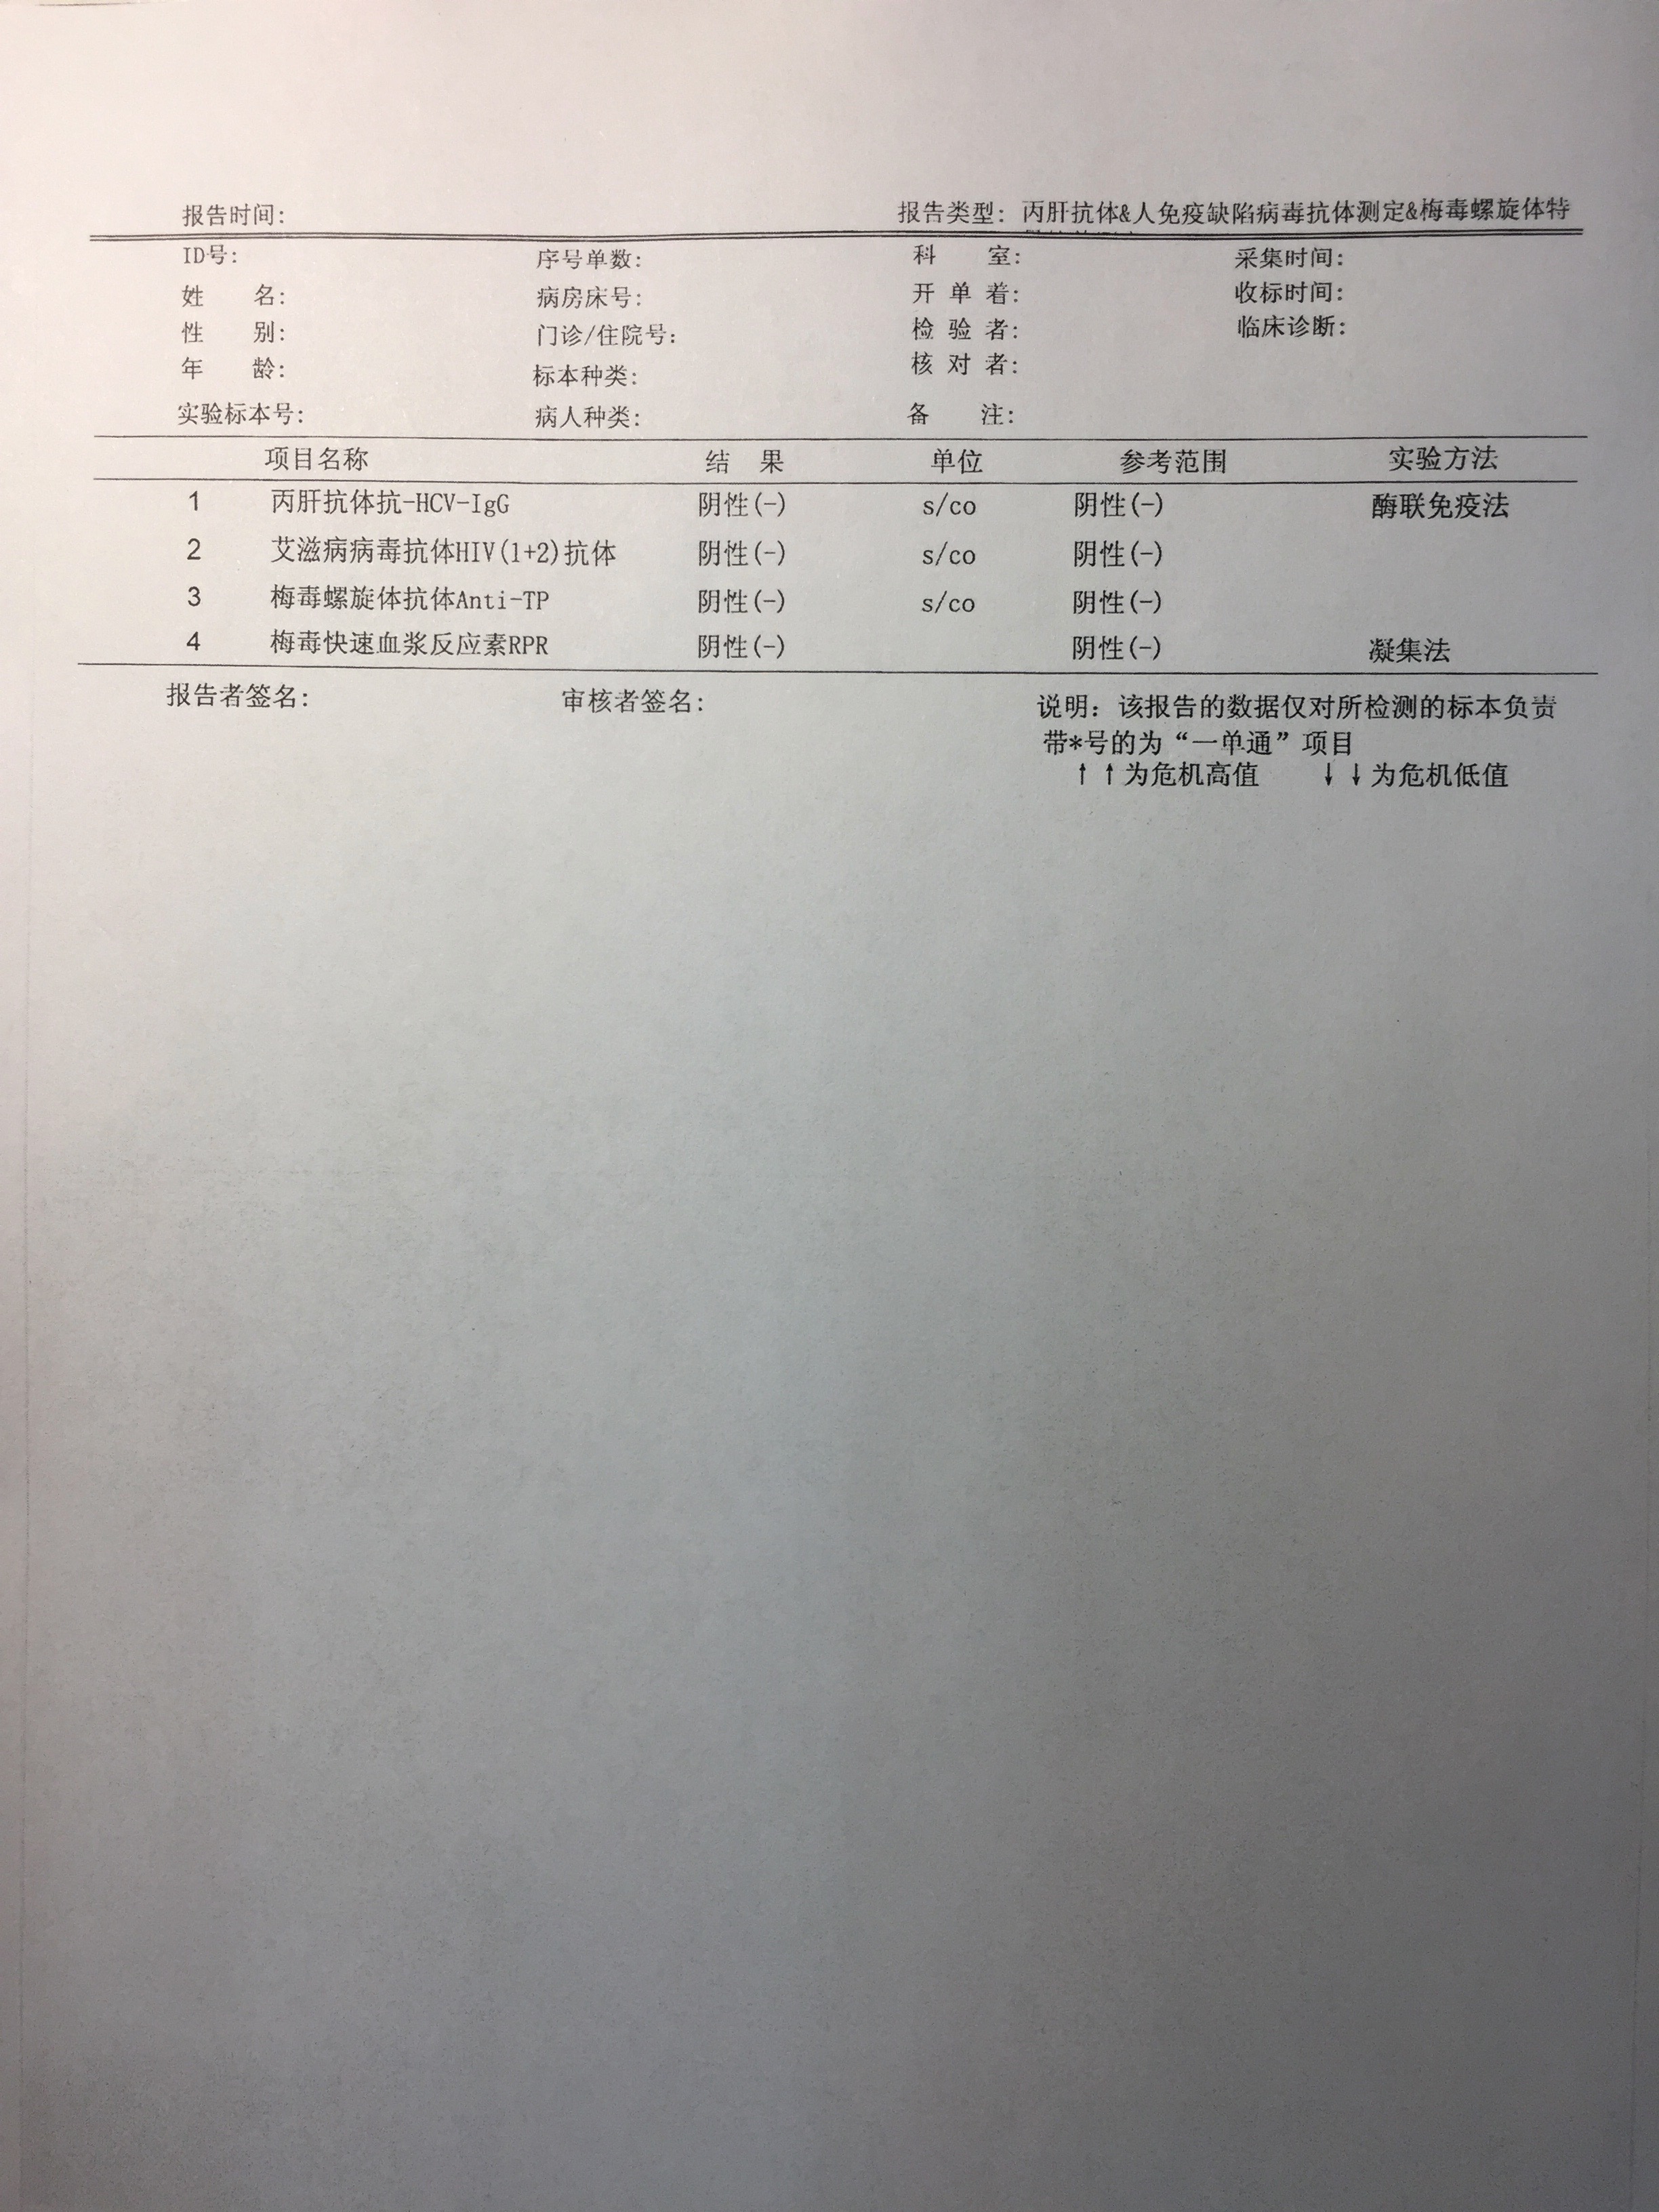 报告时间: 报告类型: 丙肝抗体&人免疫缺陷病毒抗体测定&梅毒螺旋体特
ID号: 序号单数: 科 室: 采集时间:
姓 名: 病房床号: 开 单 着: 收标时间:
性 别: 门诊/住院号: 检 验 者: 临床诊断:
年 龄: 标本种类: 核 对 者:
实验标本号: 病人种类: 备 注:
项目名称 结 果 单位 参考范围 实验方法
1 丙肝抗体抗-HCV-IgG 阴性(-) s/co 阴性(-) 酶联免疫法
2 艾滋病病毒抗体HIV(1+2)抗体 阴性(-) s/co 阴性(-)
3 梅毒螺旋体抗体Anti-TP 阴性(-) s/co 阴性(-)
4 梅毒快速血浆反应素RPR 阴性(-) 阴性(-) 凝集法
报告者签名: 审核者签名: 说明: 该报告的数据仅对所检测的标本负责
带*号的为“一单通”项目
↑↑为危机高值 ↓↓为危机低值